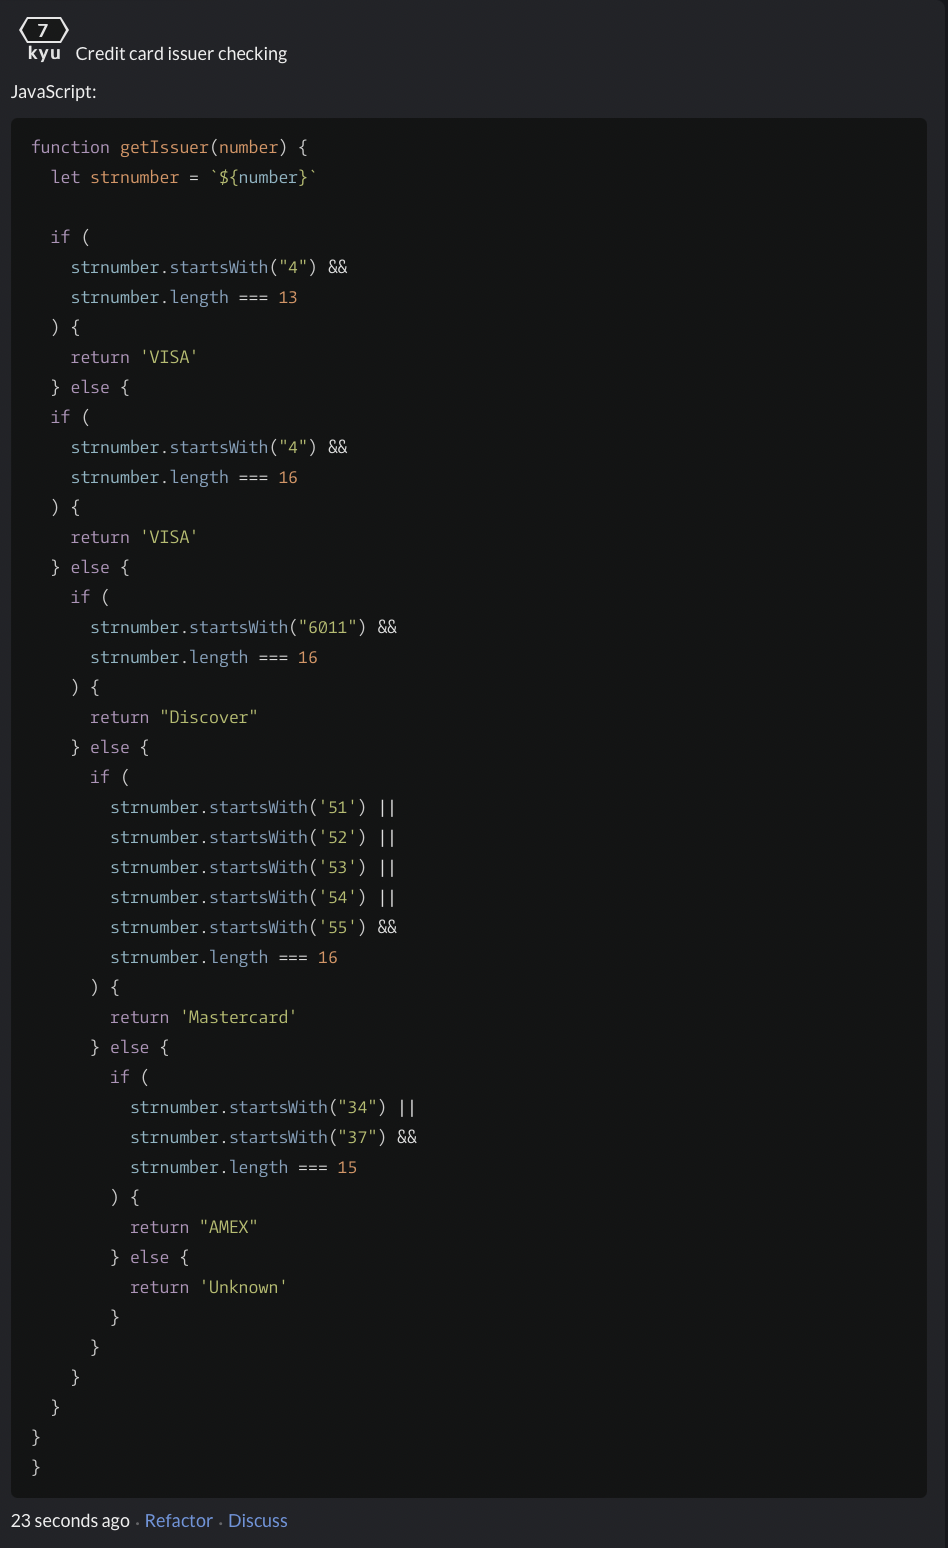 7
kyu Credit card issuer checking
JavaScript:
function getIssuer(number) {
  let strnumber = `${number}`

  if (
    strnumber.startsWith("4") &&
    strnumber.length === 13
  ) {
    return 'VISA'
  } else {
  if (
    strnumber.startsWith("4") &&
    strnumber.length === 16
  ) {
    return 'VISA'
  } else {
    if (
      strnumber.startsWith("6011") &&
      strnumber.length === 16
    ) {
      return "Discover"
    } else {
      if (
        strnumber.startsWith('51') ||
        strnumber.startsWith('52') ||
        strnumber.startsWith('53') ||
        strnumber.startsWith('54') ||
        strnumber.startsWith('55') &&
        strnumber.length === 16
      ) {
        return 'Mastercard'
      } else {
        if (
          strnumber.startsWith("34") ||
          strnumber.startsWith("37") &&
          strnumber.length === 15
        ) {
          return "AMEX"
        } else {
          return 'Unknown'
        }
      }
    }
  }
}
}
23 seconds ago · Refactor · Discuss